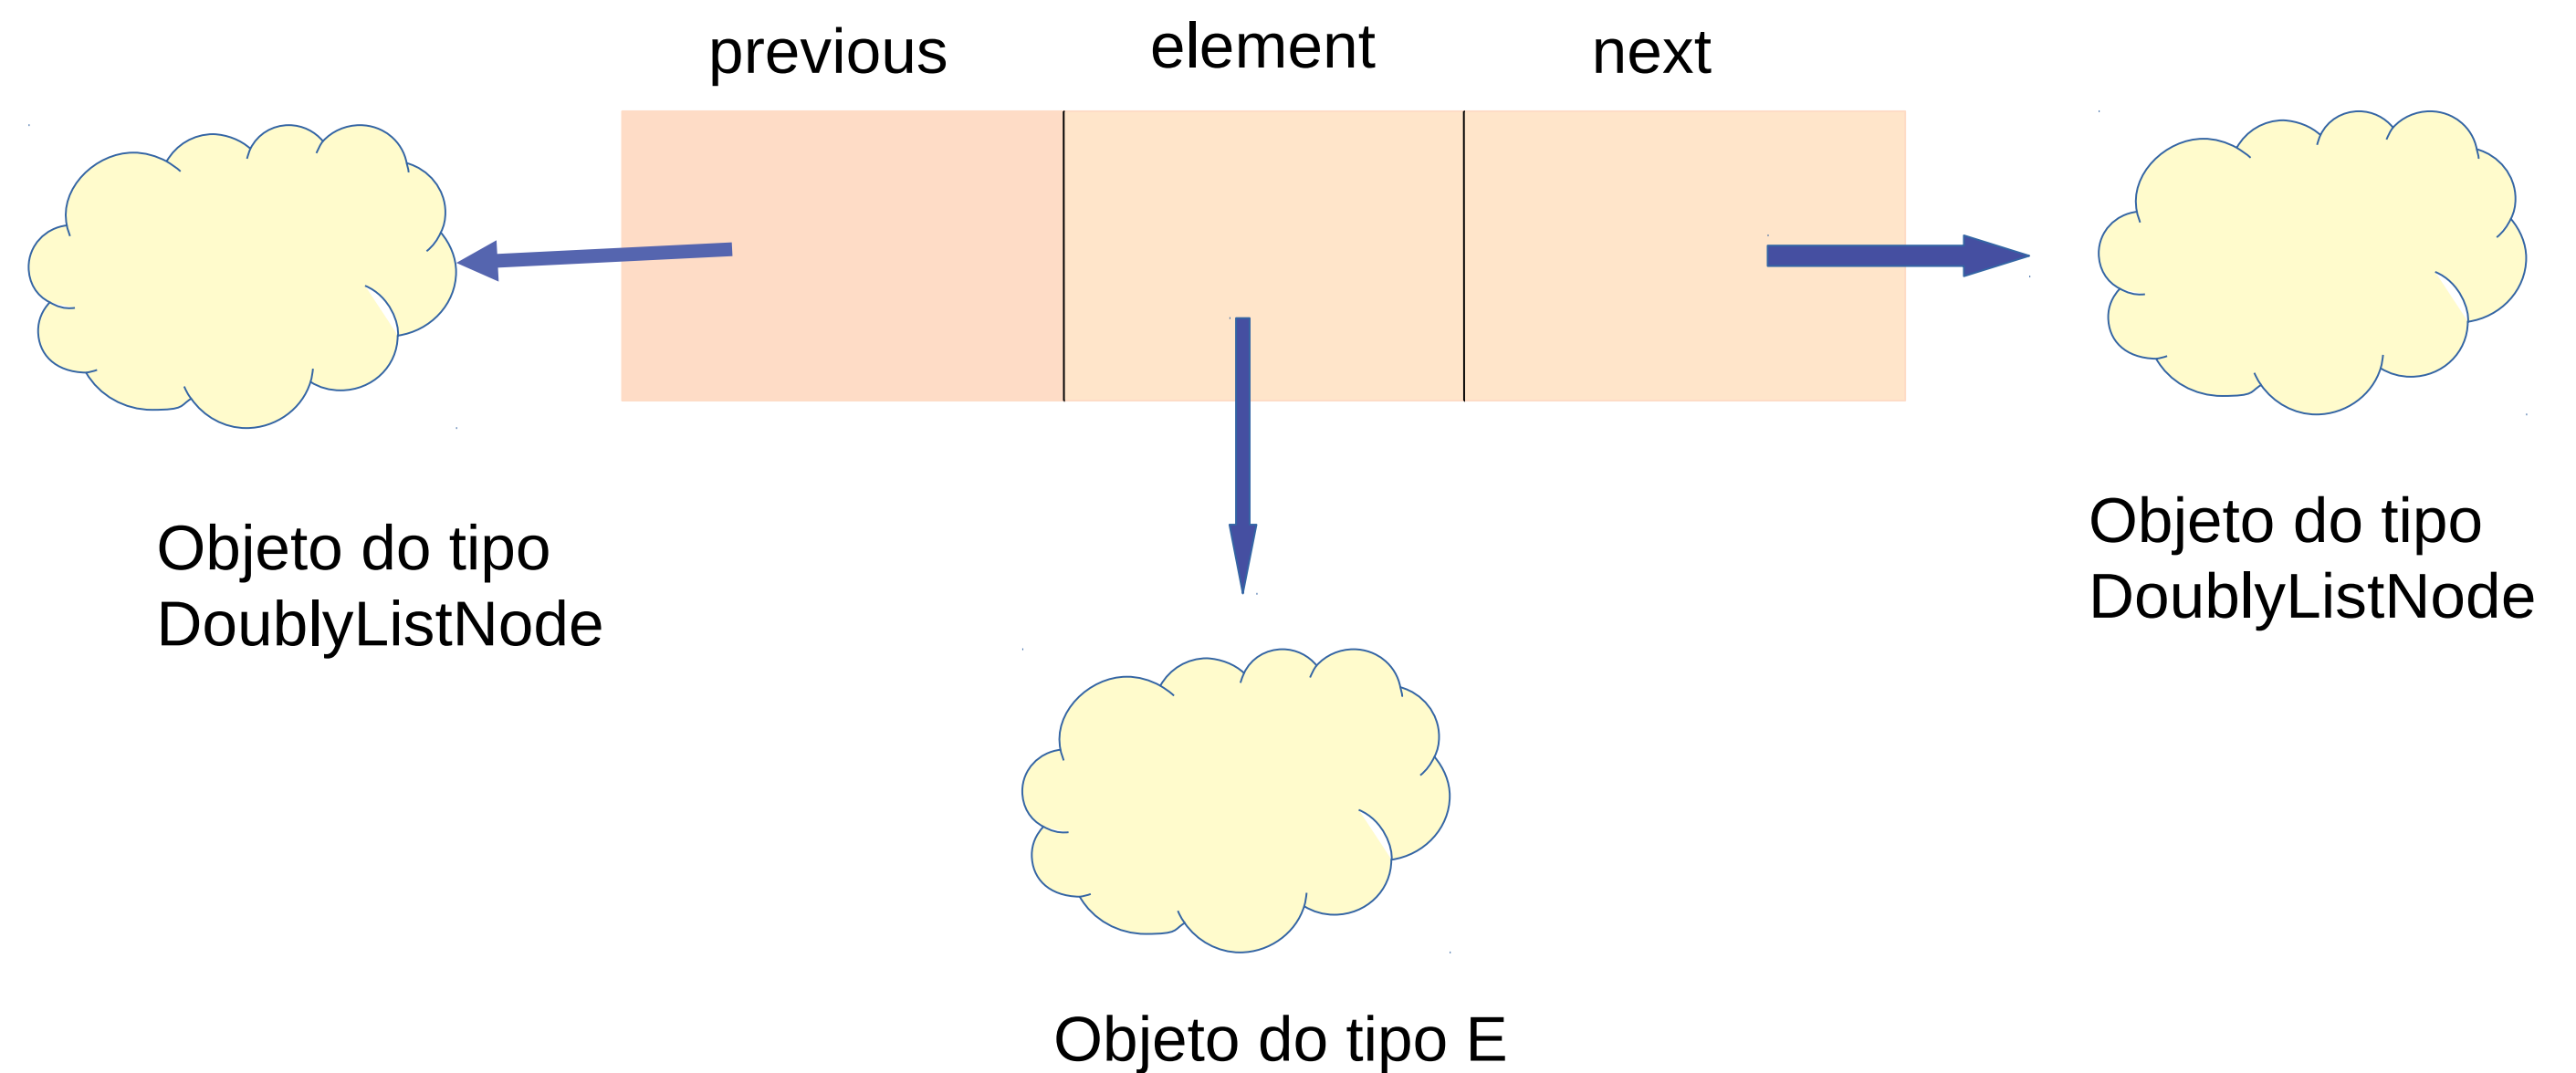 previous
element
next
Objeto do tipo
DoublyListNode
Objeto do tipo
DoublyListNode
Objeto do tipo E